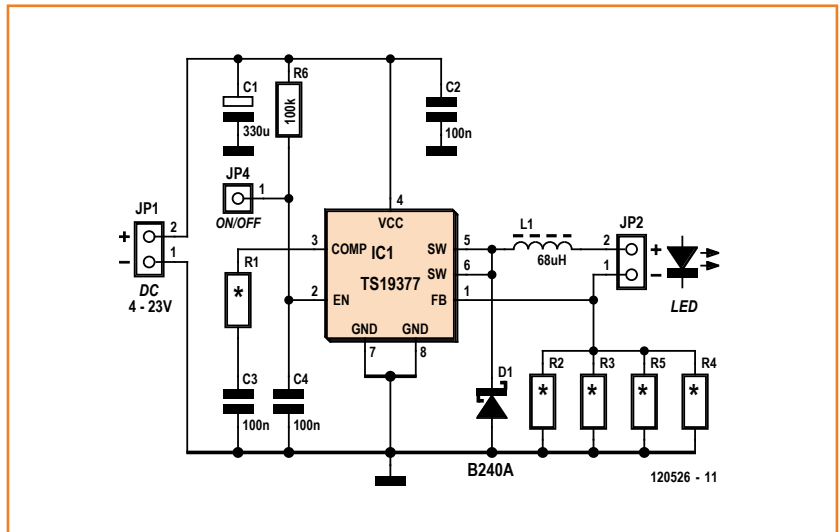 C1
330u
R6
100k
C2
100n
JP4
1
ON/OFF
JP1
+ 2
– 1
DC
4 - 23V
R1
*
C3
100n
C4
100n
4
VCC
3 COMP
IC1
TS19377
2 EN
SW 5
SW 6
FB 1
GND GND
7 8
L1
68uH
JP2
2 +
1 –
LED
D1
B240A
R2 R3 R5 R4
* * * *
120526 - 11